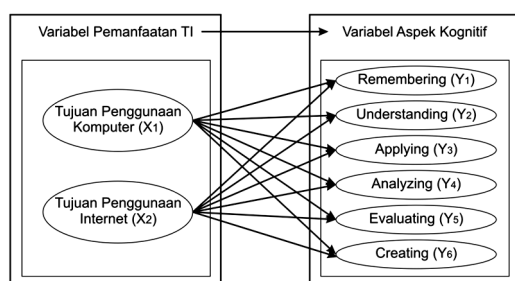 Variabel Pemanfaatan TI
Variabel Aspek Kognitif
Tujuan Penggunaan
Komputer (X1)
Tujuan Penggunaan
Internet (X2)
Remembering (Y1)
Understanding (Y2)
Applying (Y3)
Analyzing (Y4)
Evaluating (Y5)
Creating (Y6)